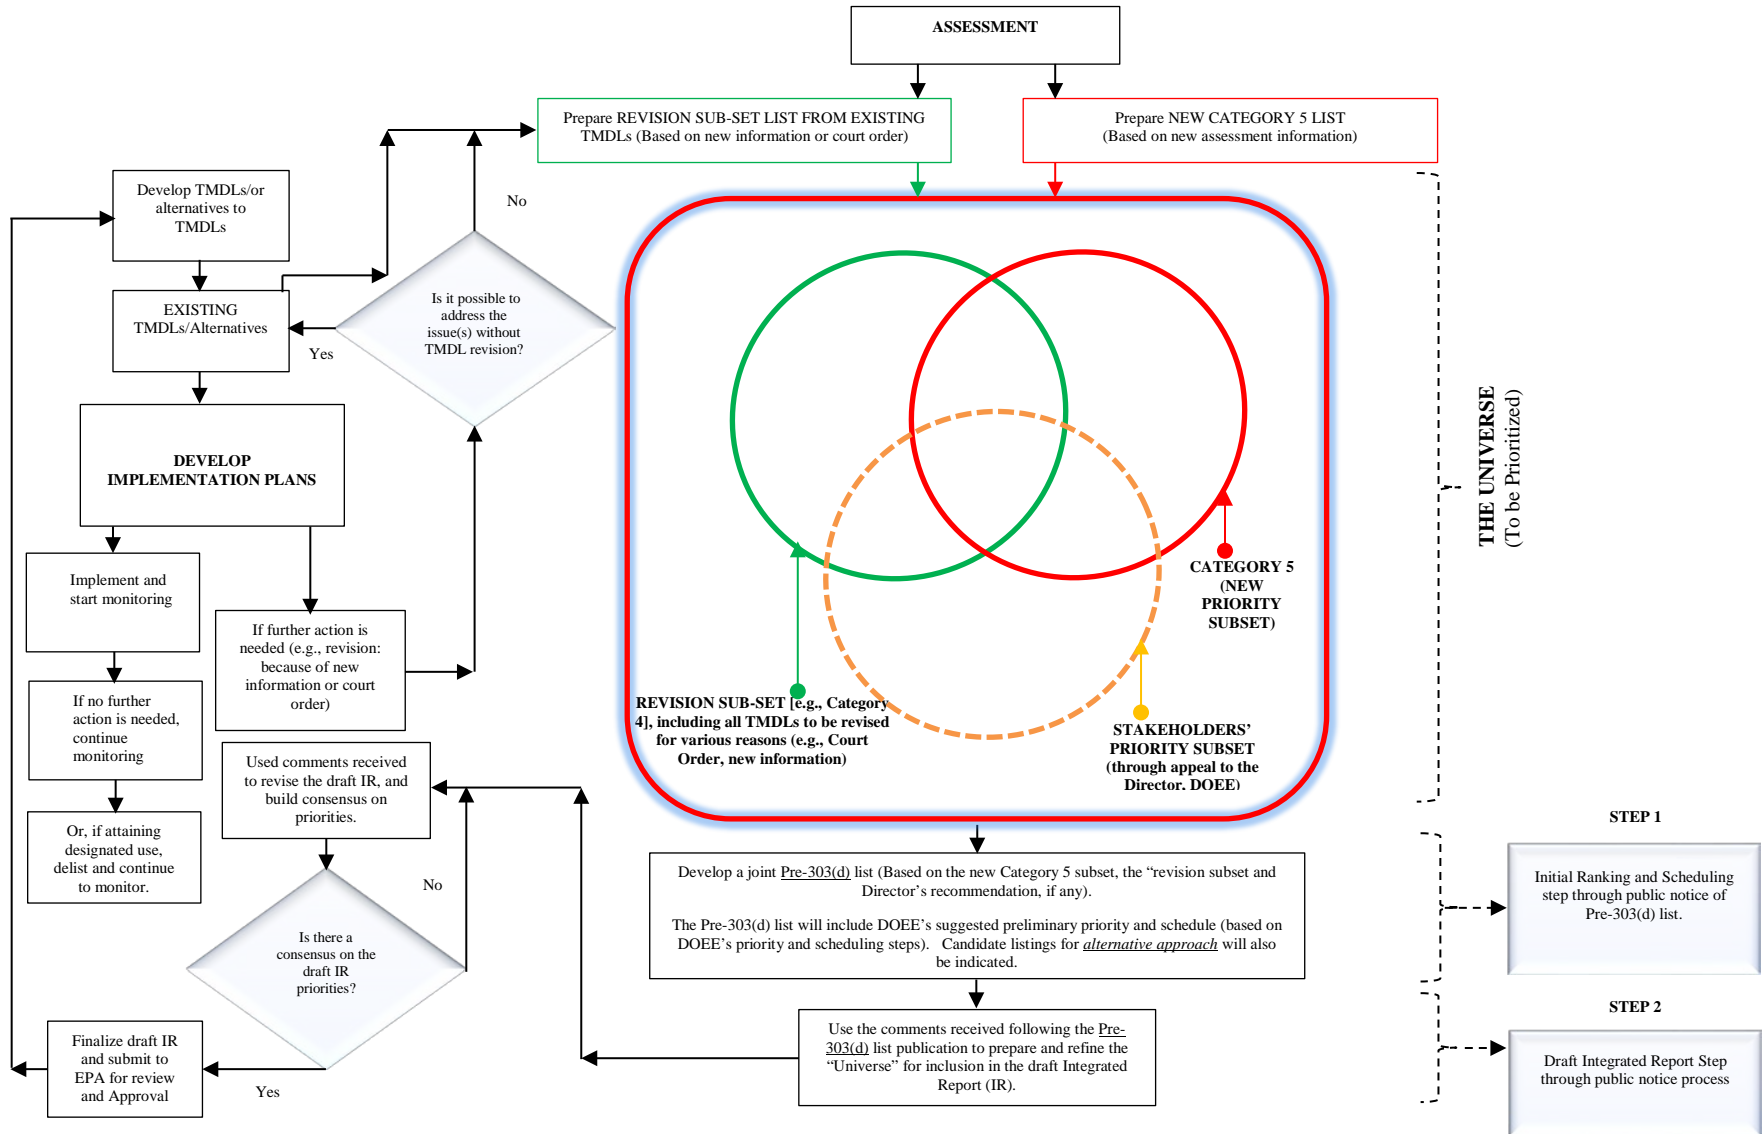 ASSESSMENT
Prepare REVISION SUB-SET LIST FROM EXISTING
TMDLs (Based on new information or court order)
Prepare NEW CATEGORY 5 LIST
(Based on new assessment information)
Develop TMDLs/or
alternatives to
TMDLs
No
Is it possible to
address the
issue(s) without
TMDL revision?
EXISTING
TMDLs/Alternatives
Yes
DEVELOP
IMPLEMENTATION PLANS
Implement and
start monitoring
If further action is
needed (e.g., revision:
because of new
information or court
order)
If no further
action is needed,
continue
monitoring
Or, if attaining
designated use,
delist and continue
to monitor.
CATEGORY 5
(NEW
PRIORITY
SUBSET)
REVISION SUB-SET [e.g., Category
4], including all TMDLs to be revised
for various reasons (e.g., Court
Order, new information)
STAKEHOLDERS’
PRIORITY SUBSET
(through appeal to the
Director, DOEE)
THE UNIVERSE
(To be Prioritized)
Used comments received
to revise the draft IR, and
build consensus on
priorities.
No
Is there a
consensus on the
draft IR
priorities?
Yes
Finalize draft IR
and submit to
EPA for review
and Approval
Develop a joint Pre-303(d) list (Based on the new Category 5 subset, the “revision subset and
Director’s recommendation, if any).
The Pre-303(d) list will include DOEE’s suggested preliminary priority and schedule (based on
DOEE’s priority and scheduling steps). Candidate listings for alternative approach will also
be indicated.
Use the comments received following the Pre-
303(d) list publication to prepare and refine the
“Universe” for inclusion in the draft Integrated
Report (IR).
STEP 1
Initial Ranking and Scheduling
step through public notice of
Pre-303(d) list.
STEP 2
Draft Integrated Report Step
through public notice process